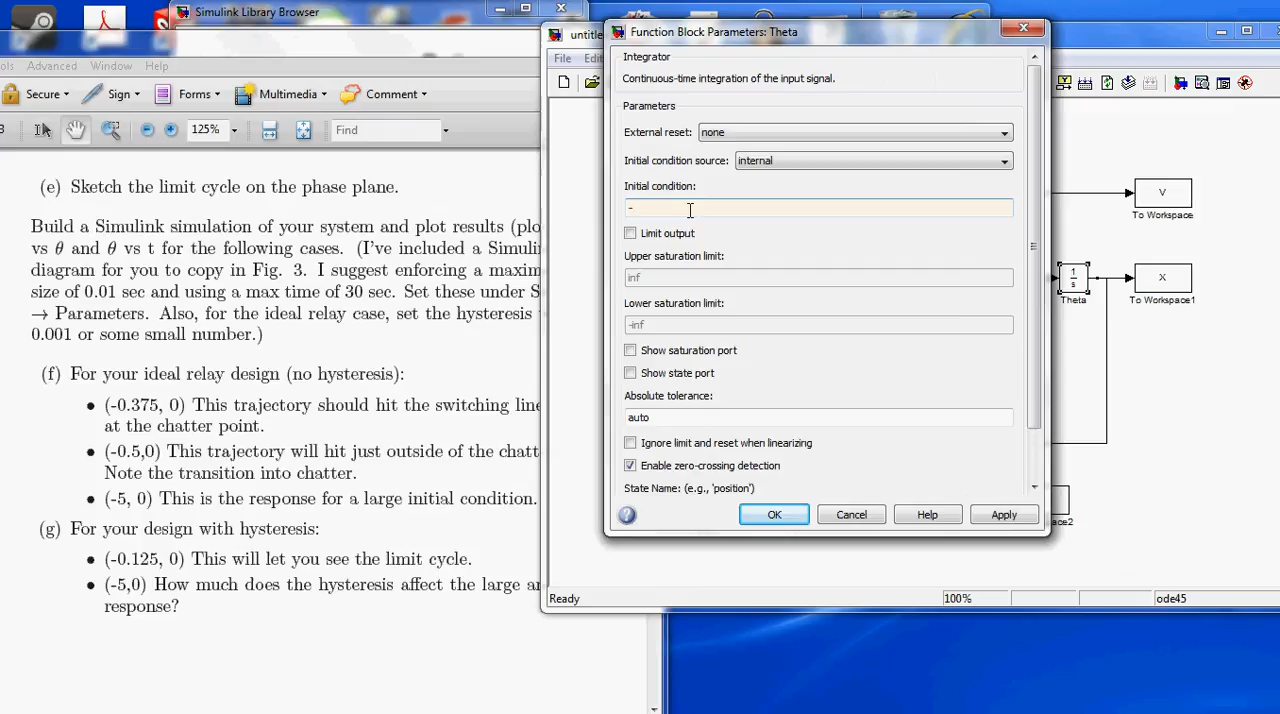 Simulink Library Browser
ols Advanced Window Help
Secure Sign Forms Multimedia Comment
3 125% Find
(e) Sketch the limit cycle on the phase plane.
Build a Simulink simulation of your system and plot results (plo
vs θ and θ vs t for the following cases. (I've included a Simulin
diagram for you to copy in Fig. 3. I suggest enforcing a maxim
size of 0.01 sec and using a max time of 30 sec. Set these under S
→ Parameters. Also, for the ideal relay case, set the hysteresis
0.001 or some small number.)
(f) For your ideal relay design (no hysteresis):
• (-0.375, 0) This trajectory should hit the switching line
at the chatter point.
• (-0.5,0) This trajectory will hit just outside of the chatt
Note the transition into chatter.
• (-5, 0) This is the response for a large initial condition.
(g) For your design with hysteresis:
• (-0.125, 0) This will let you see the limit cycle.
• (-5,0) How much does the hysteresis affect the large an
response?
untitle
File Edi
Function Block Parameters: Theta
Integrator
Continuous-time integration of the input signal.
Parameters
External reset: none
Initial condition source: internal
Initial condition:
-
Limit output
Upper saturation limit:
inf
Lower saturation limit:
-inf
Show saturation port
Show state port
Absolute tolerance:
auto
Ignore limit and reset when linearizing
Enable zero-crossing detection
State Name: (e.g., 'position')
OK Cancel Help Apply
V
To Workspace
1
s
Theta
X
To Workspace1
ace2
Ready 100% ode45